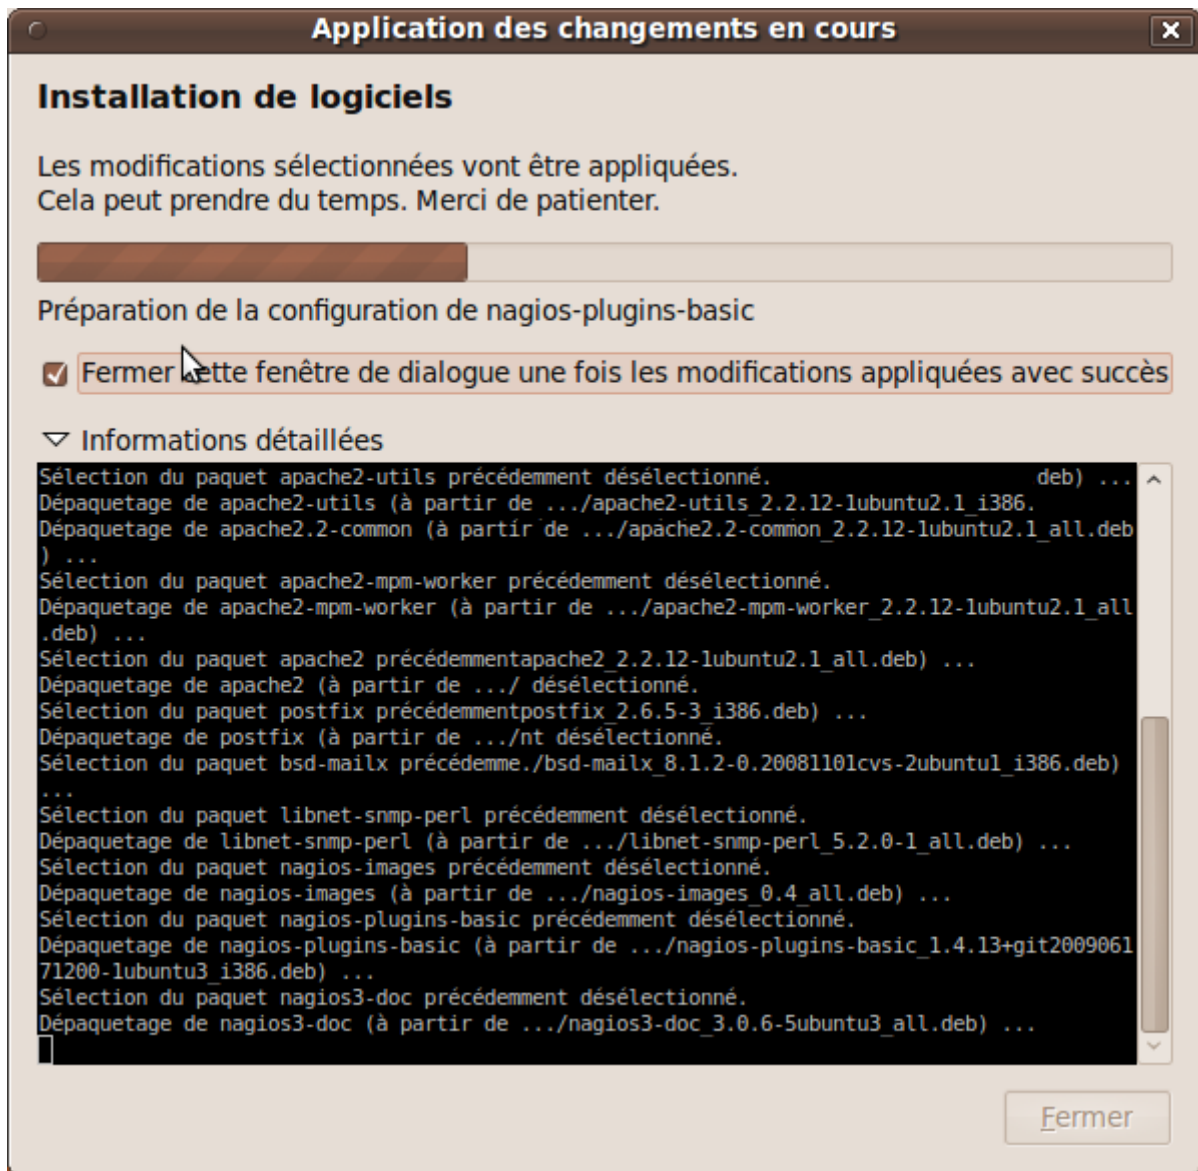 Application des changements en cours
Installation de logiciels
Les modifications sélectionnées vont être appliquées.
Cela peut prendre du temps. Merci de patienter.
Préparation de la configuration de nagios-plugins-basic
Fermer cette fenêtre de dialogue une fois les modifications appliquées avec succès
Informations détaillées
Sélection du paquet apache2-utils précédemment désélectionné. deb) ...
Dépaquetage de apache2-utils (à partir de .../apache2-utils_2.2.12-1ubuntu2.1_i386.
Dépaquetage de apache2.2-common (à partir de .../apache2.2-common_2.2.12-1ubuntu2.1_all.deb
) ...
Sélection du paquet apache2-mpm-worker précédemment désélectionné.
Dépaquetage de apache2-mpm-worker (à partir de .../apache2-mpm-worker_2.2.12-1ubuntu2.1_all
.deb) ...
Sélection du paquet apache2 précédemmentapache2_2.2.12-1ubuntu2.1_all.deb) ...
Dépaquetage de apache2 (à partir de .../ désélectionné.
Sélection du paquet postfix précédemmentpostfix_2.6.5-3_i386.deb) ...
Dépaquetage de postfix (à partir de .../nt désélectionné.
Sélection du paquet bsd-mailx précédemme./bsd-mailx_8.1.2-0.20081101cvs-2ubuntu1_i386.deb)
...
Sélection du paquet libnet-snmp-perl précédemment désélectionné.
Dépaquetage de libnet-snmp-perl (à partir de .../libnet-snmp-perl_5.2.0-1_all.deb) ...
Sélection du paquet nagios-images précédemment désélectionné.
Dépaquetage de nagios-images (à partir de .../nagios-images_0.4_all.deb) ...
Sélection du paquet nagios-plugins-basic précédemment désélectionné.
Dépaquetage de nagios-plugins-basic (à partir de .../nagios-plugins-basic_1.4.13+git2009061
71200-1ubuntu3_i386.deb) ...
Sélection du paquet nagios3-doc précédemment désélectionné.
Dépaquetage de nagios3-doc (à partir de .../nagios3-doc_3.0.6-5ubuntu3_all.deb) ...
Fermer